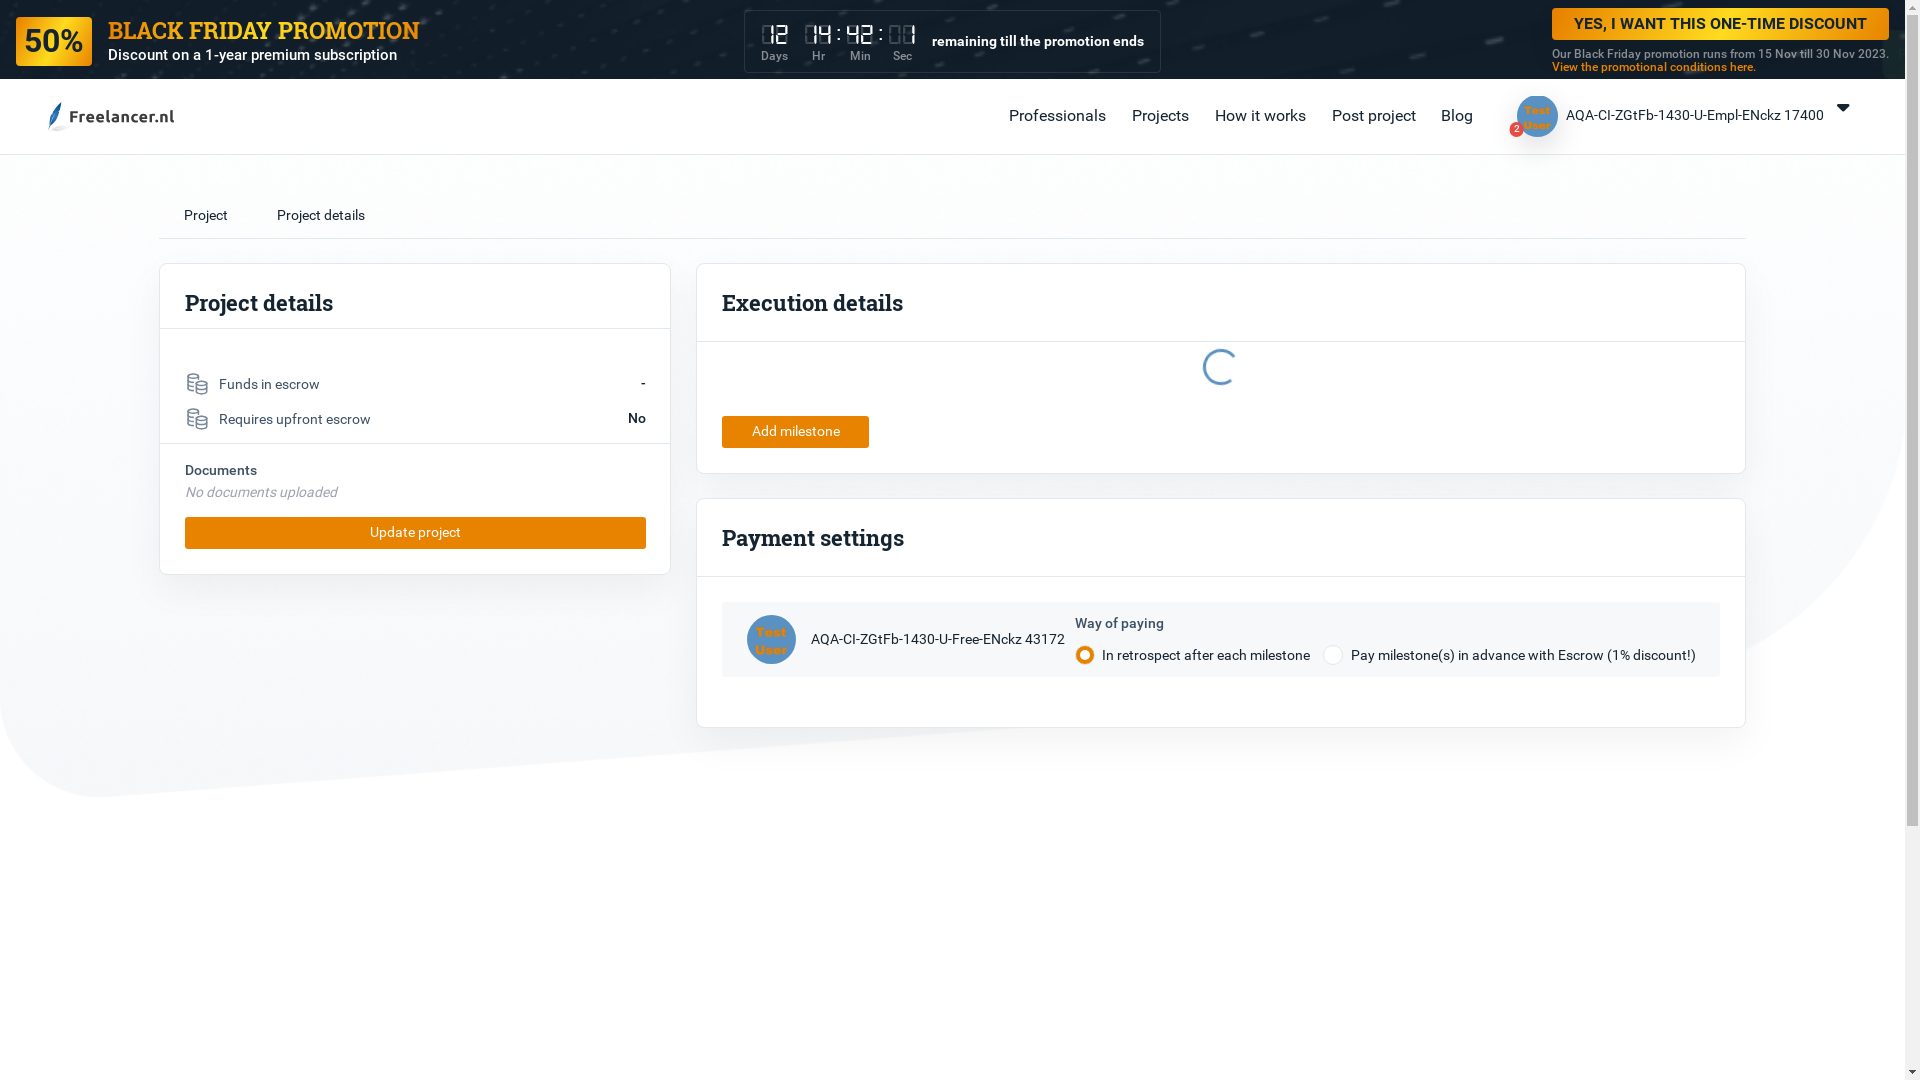 50%
BLACK FRIDAY PROMOTION
Discount on a 1-year premium subscription
12 14 : 42 : 1
Days Hr Min Sec
remaining till the promotion ends
YES, I WANT THIS ONE-TIME DISCOUNT
Our Black Friday promotion runs from 15 Nov till 30 Nov 2023.
View the promotional conditions here.
Freelancer.nl
Professionals
Projects
How it works
Post project
Blog
Test
User
2
AQA-CI-ZGtFb-1430-U-Empl-ENckz 17400
Project
Project details
Project details
Funds in escrow -
Requires upfront escrow No
Documents
No documents uploaded
Update project
Execution details
Add milestone
Payment settings
Test
User
AQA-CI-ZGtFb-1430-U-Free-ENckz 43172
Way of paying
In retrospect after each milestone
Pay milestone(s) in advance with Escrow (1% discount!)